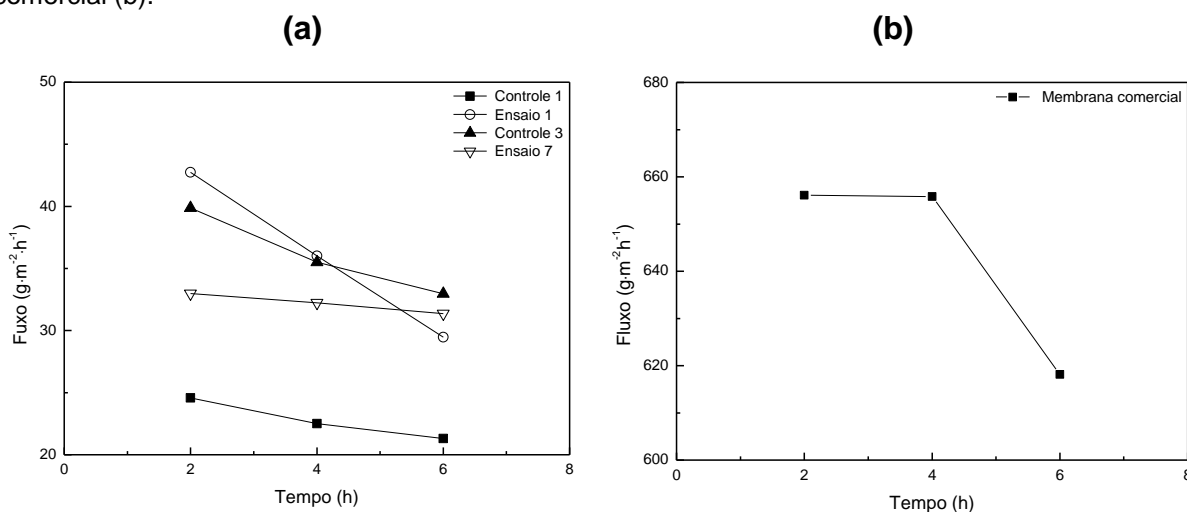 comercial (b).
(a)
(b)
50
40
30
20
0
2
4
6
8
Fuxo (g·m⁻²·h⁻¹)
Tempo (h)
Controle 1
Ensaio 1
Controle 3
Ensaio 7
680
660
640
620
600
0
2
4
6
8
Fluxo (g·m⁻²h⁻¹)
Tempo (h)
Membrana comercial